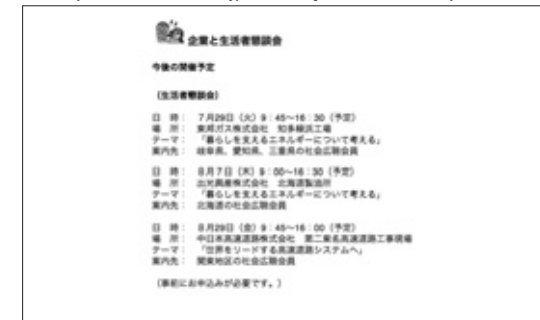 企業と生活者懇談会
今後の開催予定
(生活者懇談会)
日 時: 7月29日(火)9:45~16:30(予定)
場 所: 東邦ガス株式会社 知多緑浜工場
テーマ: 「暮らしを支えるエネルギーについて考える」
案内先: 岐阜県、愛知県、三重県の社会広聴会員
日 時: 8月7日(木)9:00~16:30(予定)
場 所: 出光興産株式会社 北海道製油所
テーマ: 「暮らしを支えるエネルギーについて考える」
案内先: 北海道の社会広聴会員
日 時: 8月29日(金)9:45~16:00(予定)
場 所: 中日本高速道路株式会社 第二東名高速道路工事現場
テーマ: 「世界をリードする高速道路システムへ」
案内先: 関東地区の社会広聴会員
(事前にお申込みが必要です。)